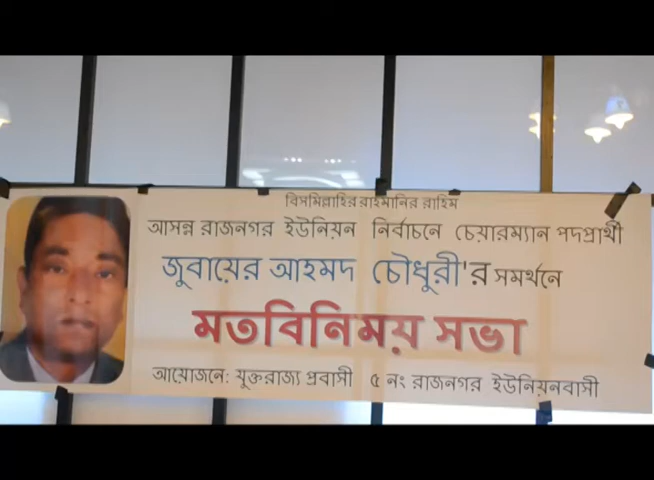 বিসমিল্লাহির রাহমানির রাহিম
আসন্ন রাজনগর ইউনিয়ন নির্বাচনে চেয়ারম্যান পদপ্রার্থী
জুবায়ের আহমদ চৌধুরী'র সমর্থনে
মতবিনিময় সভা
আয়োজনে: যুক্তরাজ্য প্রবাসী ৫ নং রাজনগর ইউনিয়নবাসী